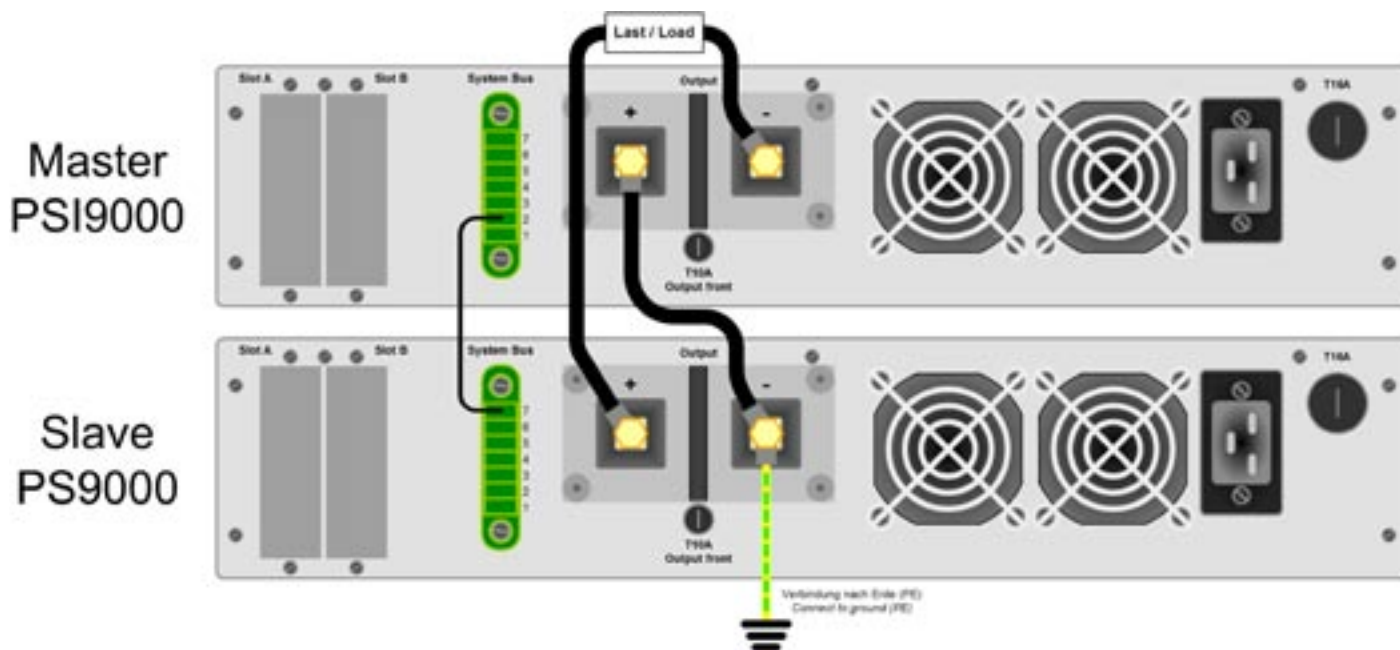 Last / Load
Slot A
Slot B
System Bus
Output
T16A
+
-
7
6
5
4
3
2
1
Master
PSI9000
T10A
Output front
Slot A
Slot B
System Bus
Output
T16A
+
-
7
6
5
4
3
2
1
Slave
PS9000
T10A
Output front
Verbindung nach Erde (PE)
Connect to ground (PE)